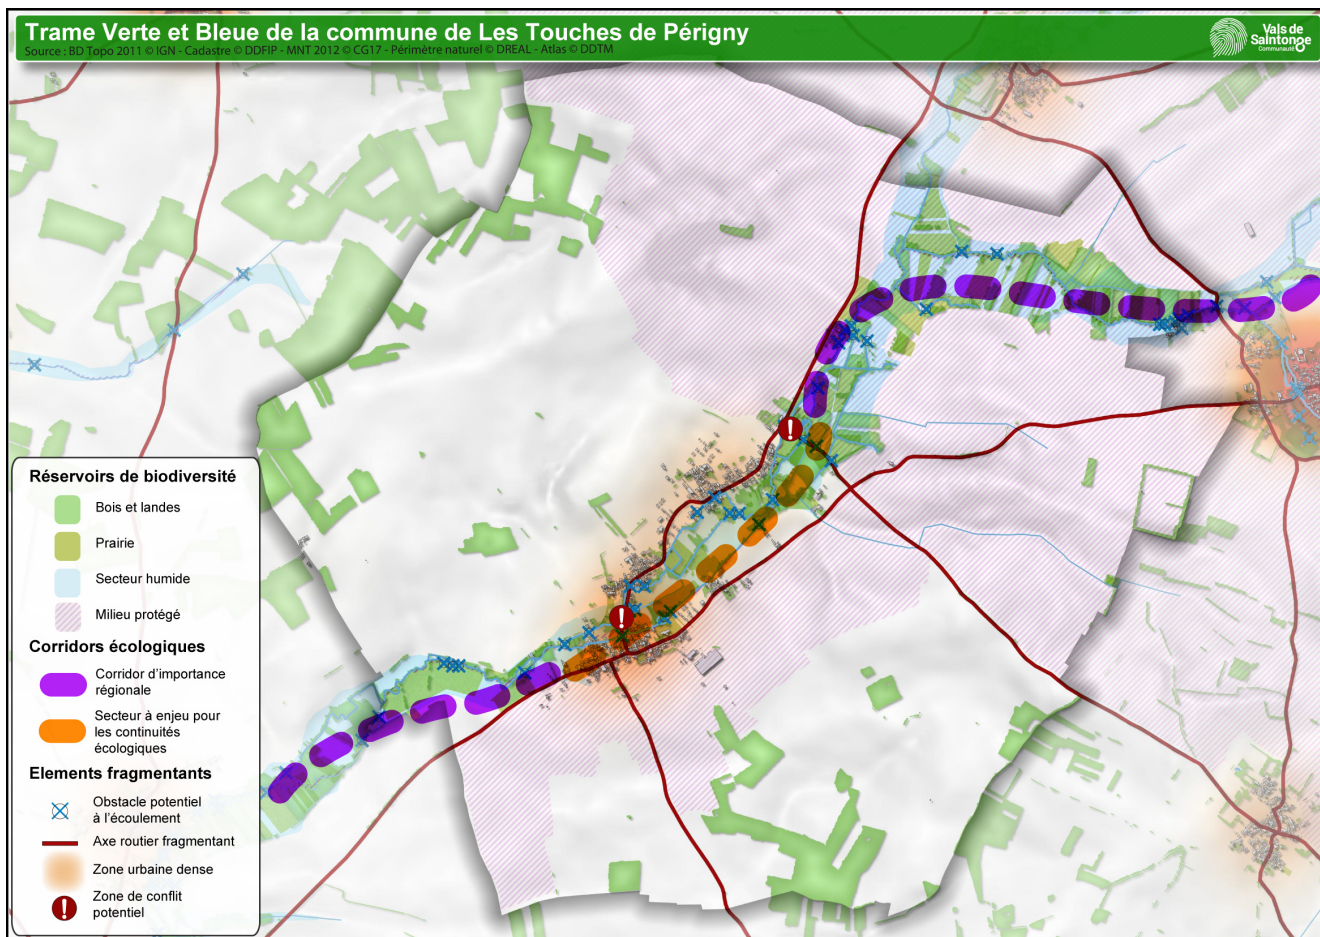 Trame Verte et Bleue de la commune de Les Touches de Périgny
Source : BD Topo 2011 © IGN - Cadastre © DDFIP - MNT 2012 © CG17 - Périmètre naturel © DREAL - Atlas © DDTM
Vals de
Saintonge
Communauté
Réservoirs de biodiversité
Bois et landes
Prairie
Secteur humide
Milieu protégé
Corridors écologiques
Corridor d'importance
régionale
Secteur à enjeu pour
les continuités
écologiques
Elements fragmentants
Obstacle potentiel
à l'écoulement
Axe routier fragmentant
Zone urbaine dense
Zone de conflit
potentiel